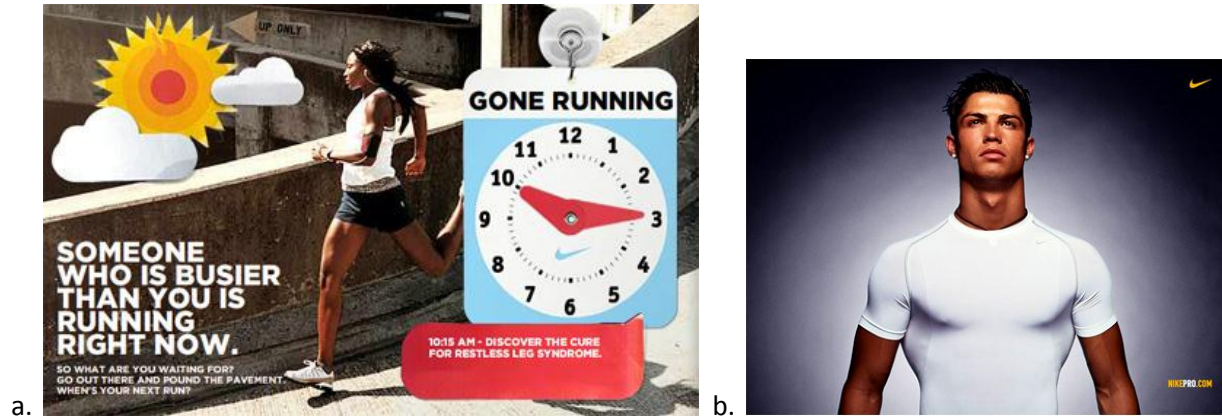 UP ONLY
GONE RUNNING
12
1
2
3
4
5
6
7
8
9
10
11
SOMEONE
WHO IS BUSIER
THAN YOU IS
RUNNING
RIGHT NOW.
SO WHAT ARE YOU WAITING FOR?
GO OUT THERE AND POUND THE PAVEMENT.
WHEN'S YOUR NEXT RUN?
10:15 AM - DISCOVER THE CURE
FOR RESTLESS LEG SYNDROME.
a.
NIKEPRO.COM
b.